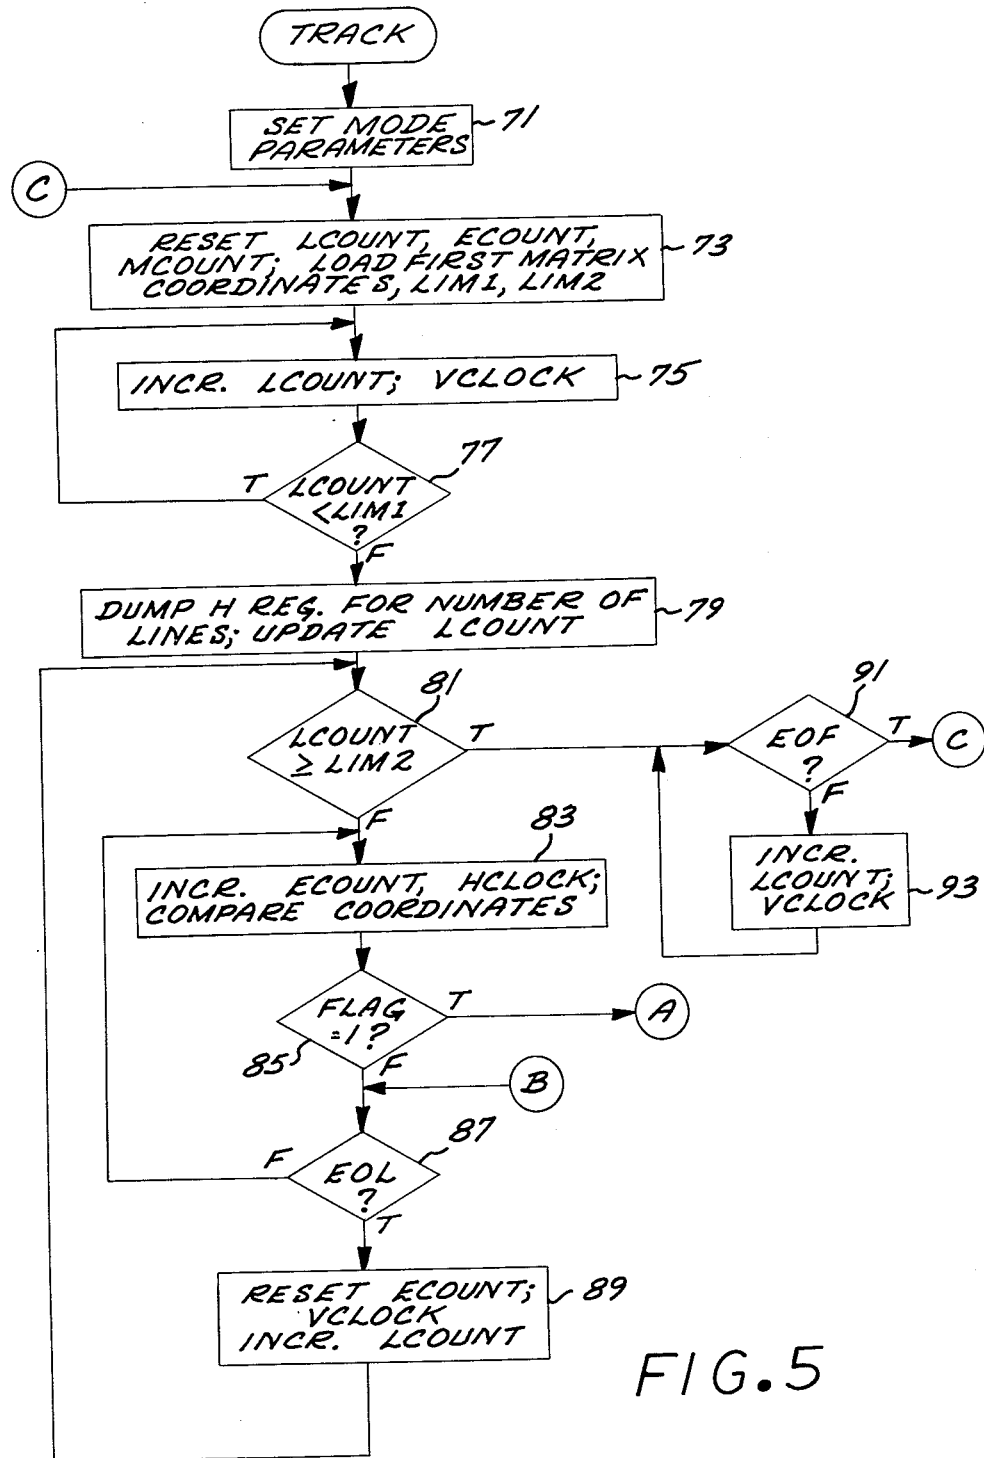 TRACK
SET MODE
PARAMETERS
71
C
RESET LCOUNT, ECOUNT,
MCOUNT; LOAD FIRST MATRIX
COORDINATES, LIM1, LIM2
73
INCR. LCOUNT; VCLOCK
75
77
T
LCOUNT
<LIM1
?
F
DUMP H REG. FOR NUMBER OF
LINES; UPDATE LCOUNT
79
81
LCOUNT
≥ LIM2
T
F
91
EOF
?
T
C
F
INCR.
LCOUNT;
VCLOCK
93
83
INCR. ECOUNT, HCLOCK;
COMPARE COORDINATES
FLAG
=1?
T
A
85
F
B
87
F
EOL
?
T
RESET ECOUNT;
VCLOCK
INCR. LCOUNT
89
FIG.5